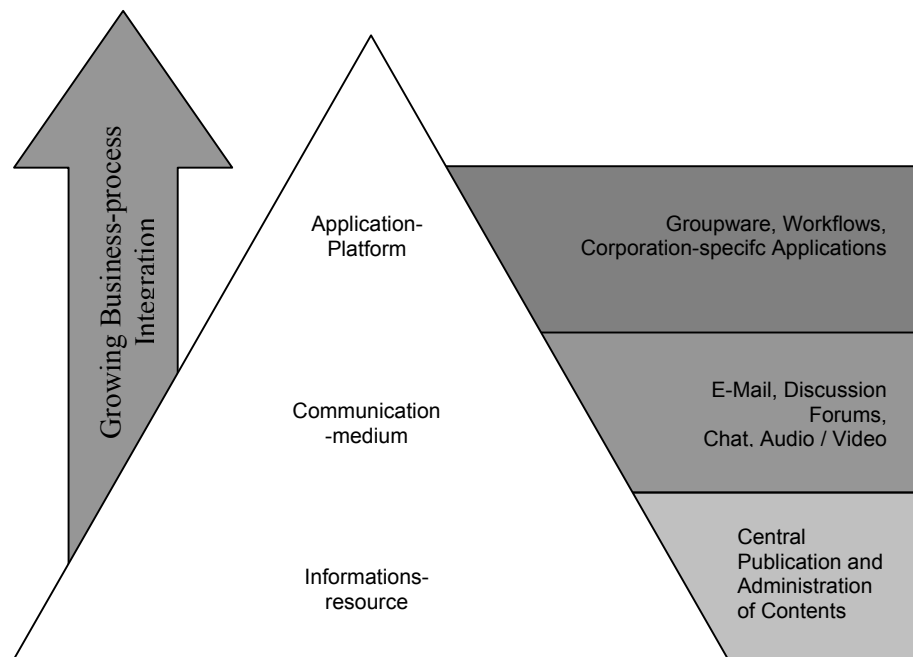 Growing Business-process
Integration
Application-
Platform
Groupware, Workflows,
Corporation-specifc Applications
Communication
-medium
E-Mail, Discussion
Forums,
Chat, Audio / Video
Informations-
resource
Central
Publication and
Administration
of Contents